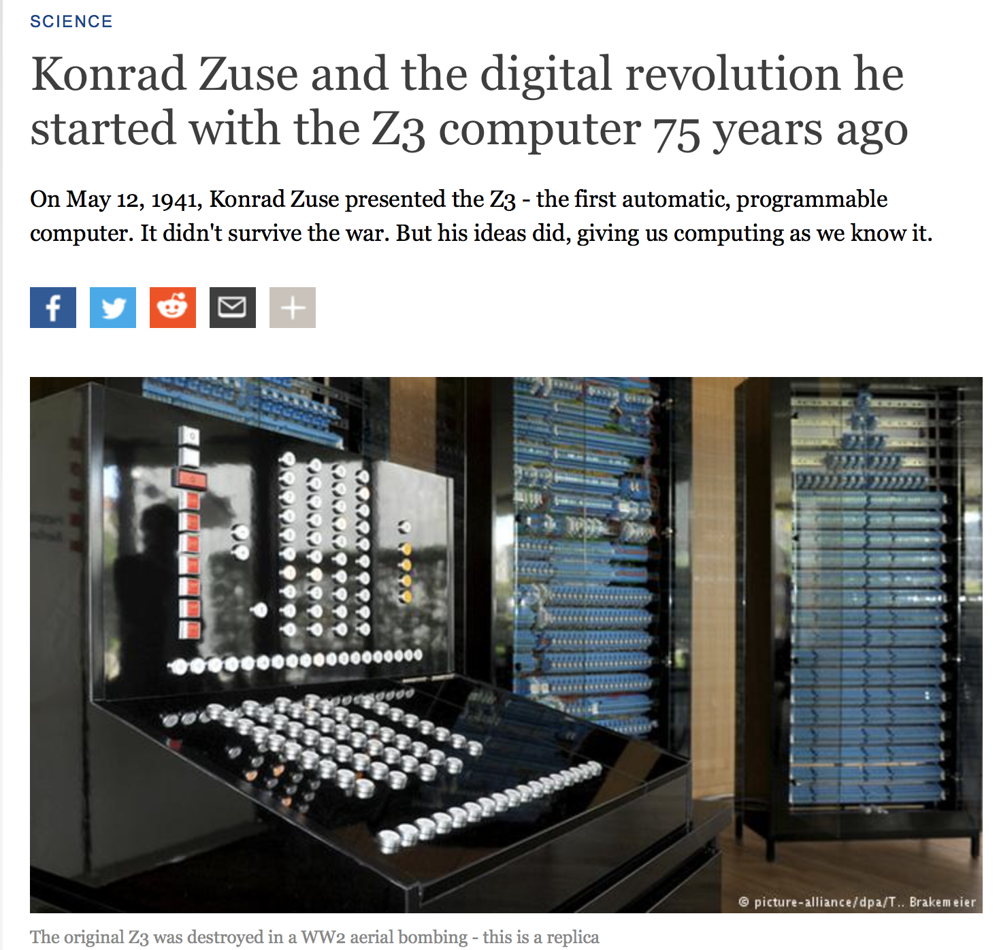 SCIENCE
Konrad Zuse and the digital revolution he
started with the Z3 computer 75 years ago
On May 12, 1941, Konrad Zuse presented the Z3 - the first automatic, programmable
computer. It didn't survive the war. But his ideas did, giving us computing as we know it.
© picture-alliance/dpa/T.. Brakemeier
The original Z3 was destroyed in a WW2 aerial bombing - this is a replica